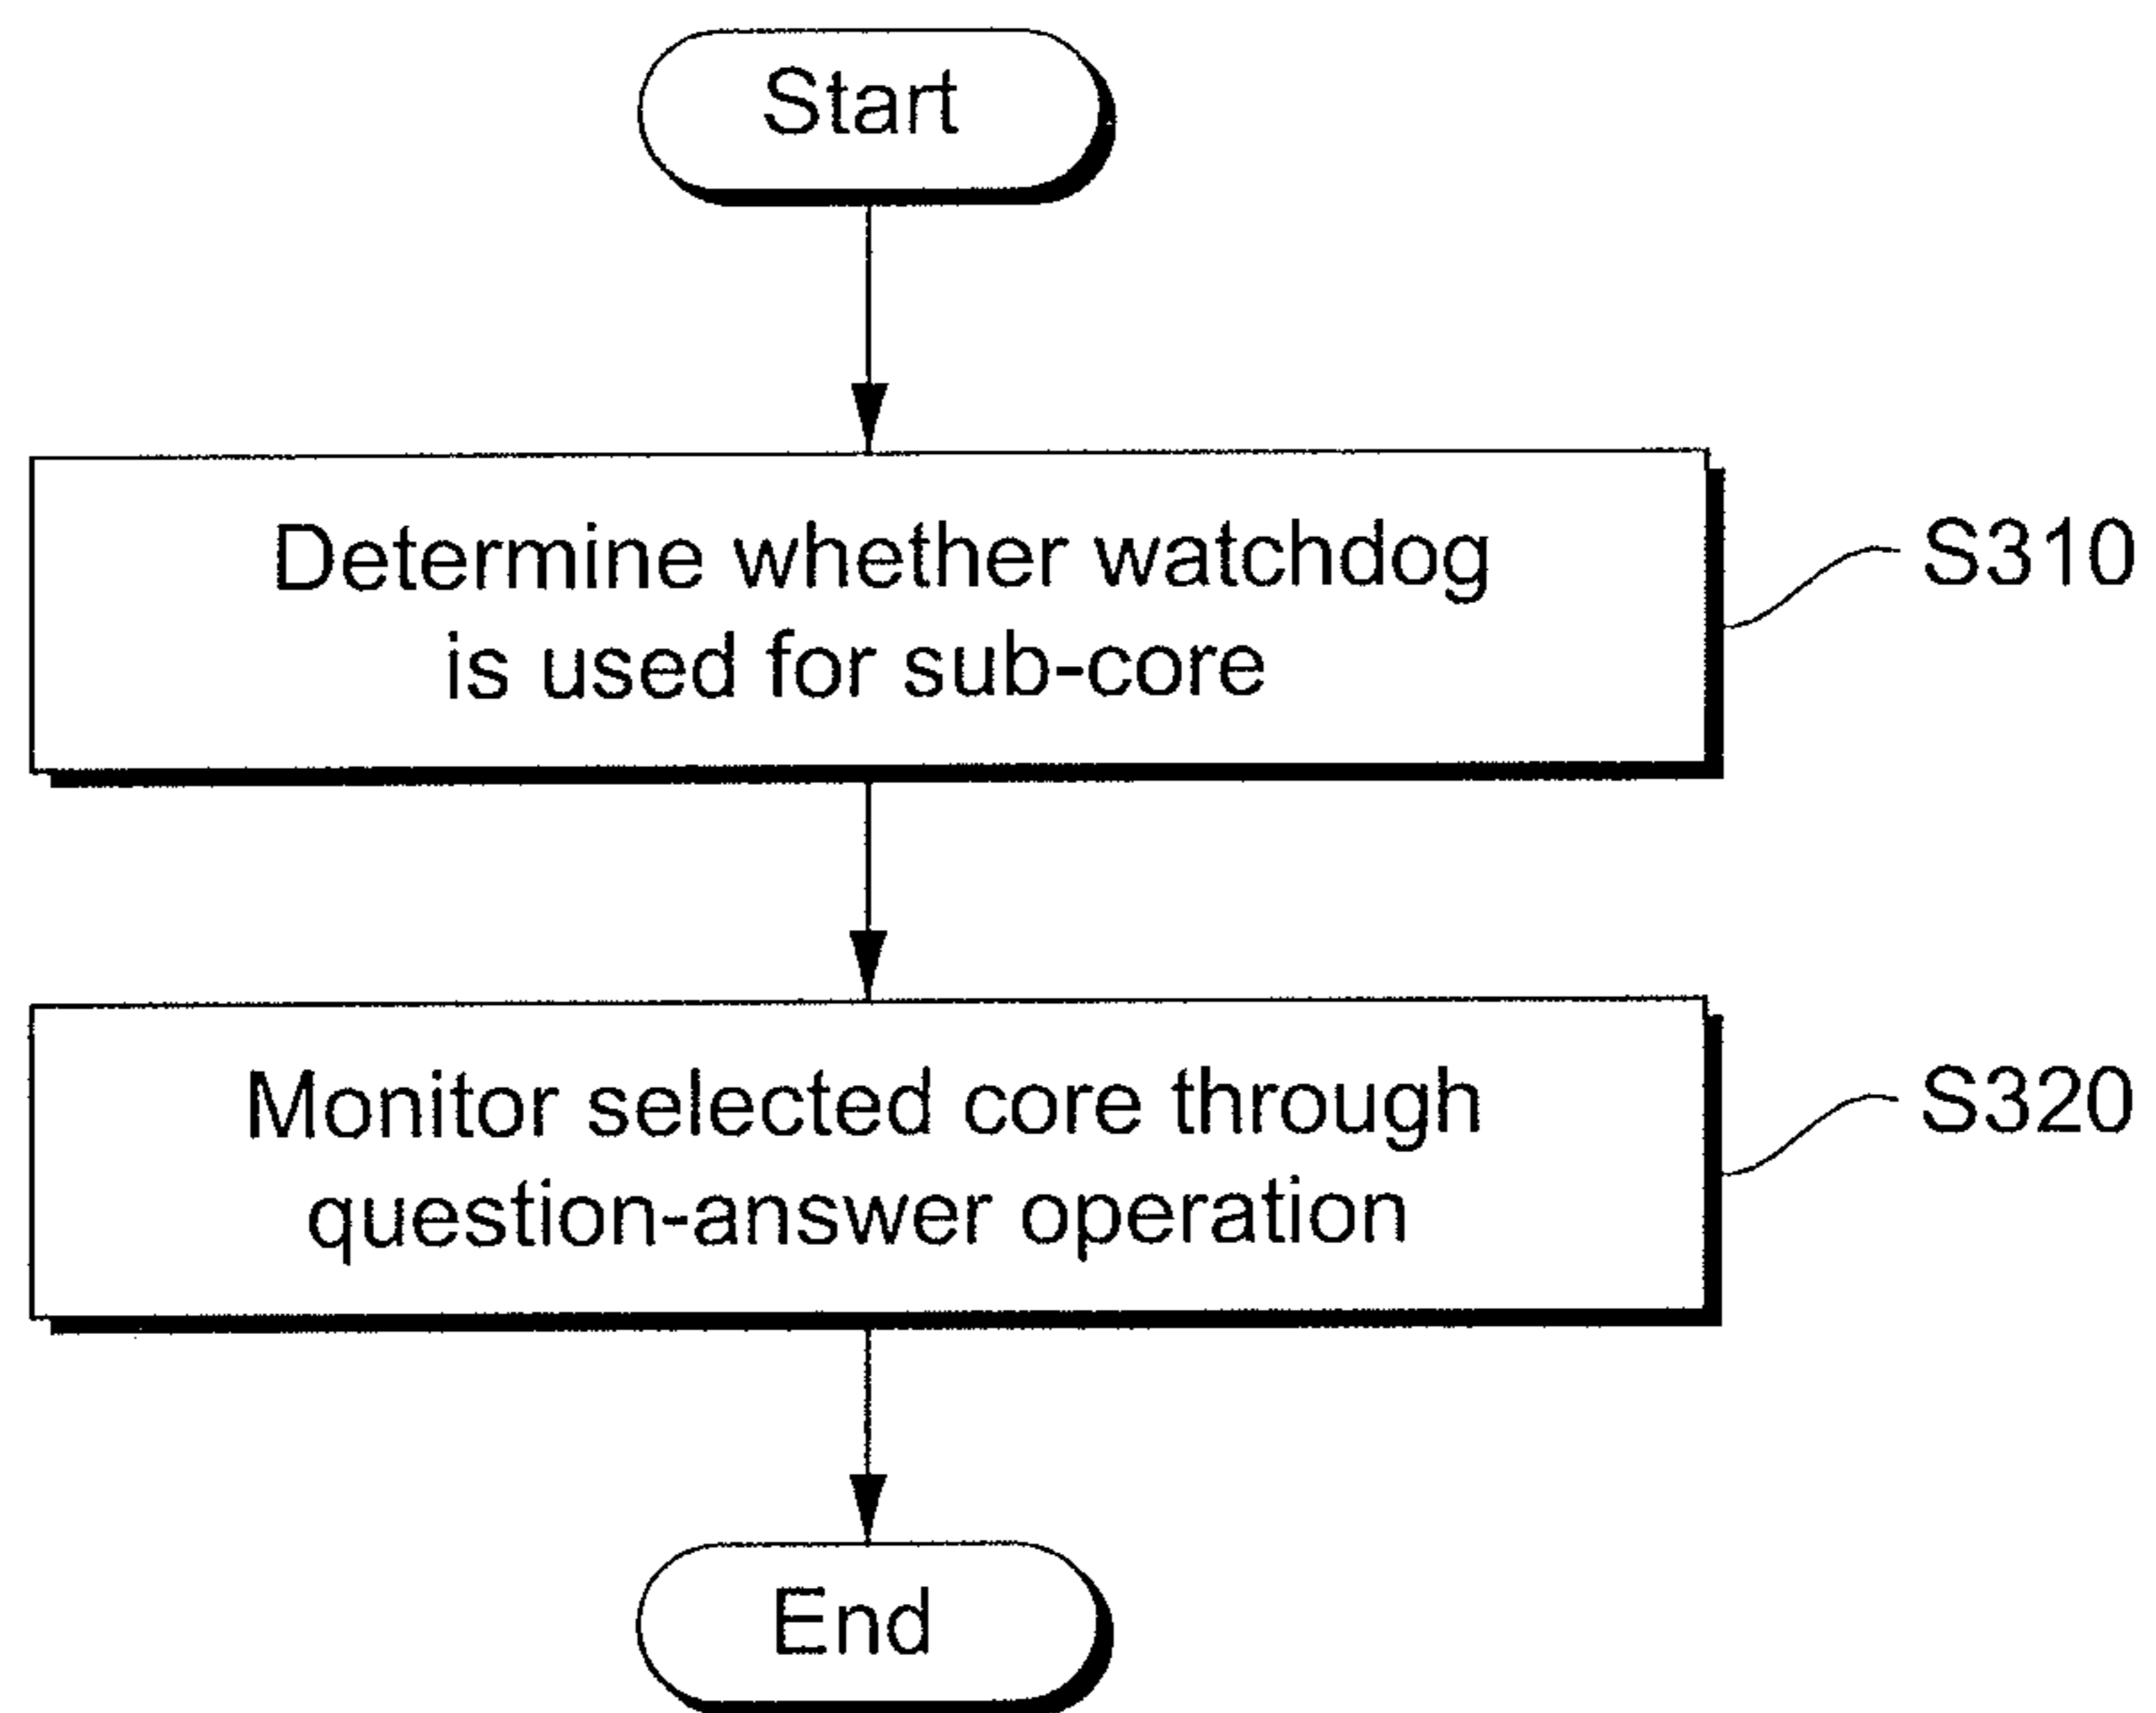 Start
Determine whether watchdog
is used for sub-core
S310
Monitor selected core through
question-answer operation
S320
End